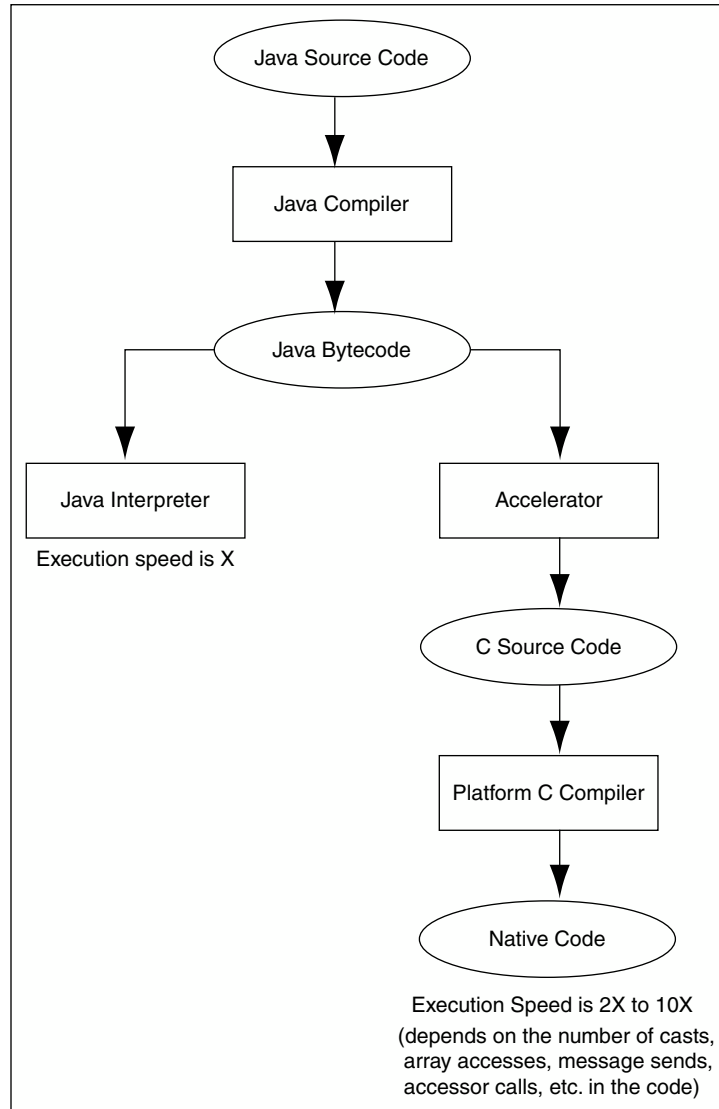 Java Source Code
Java Compiler
Java Bytecode
Java Interpreter
Execution speed is X
Accelerator
C Source Code
Platform C Compiler
Native Code
Execution Speed is 2X to 10X
(depends on the number of casts,
array accesses, message sends,
accessor calls, etc. in the code)